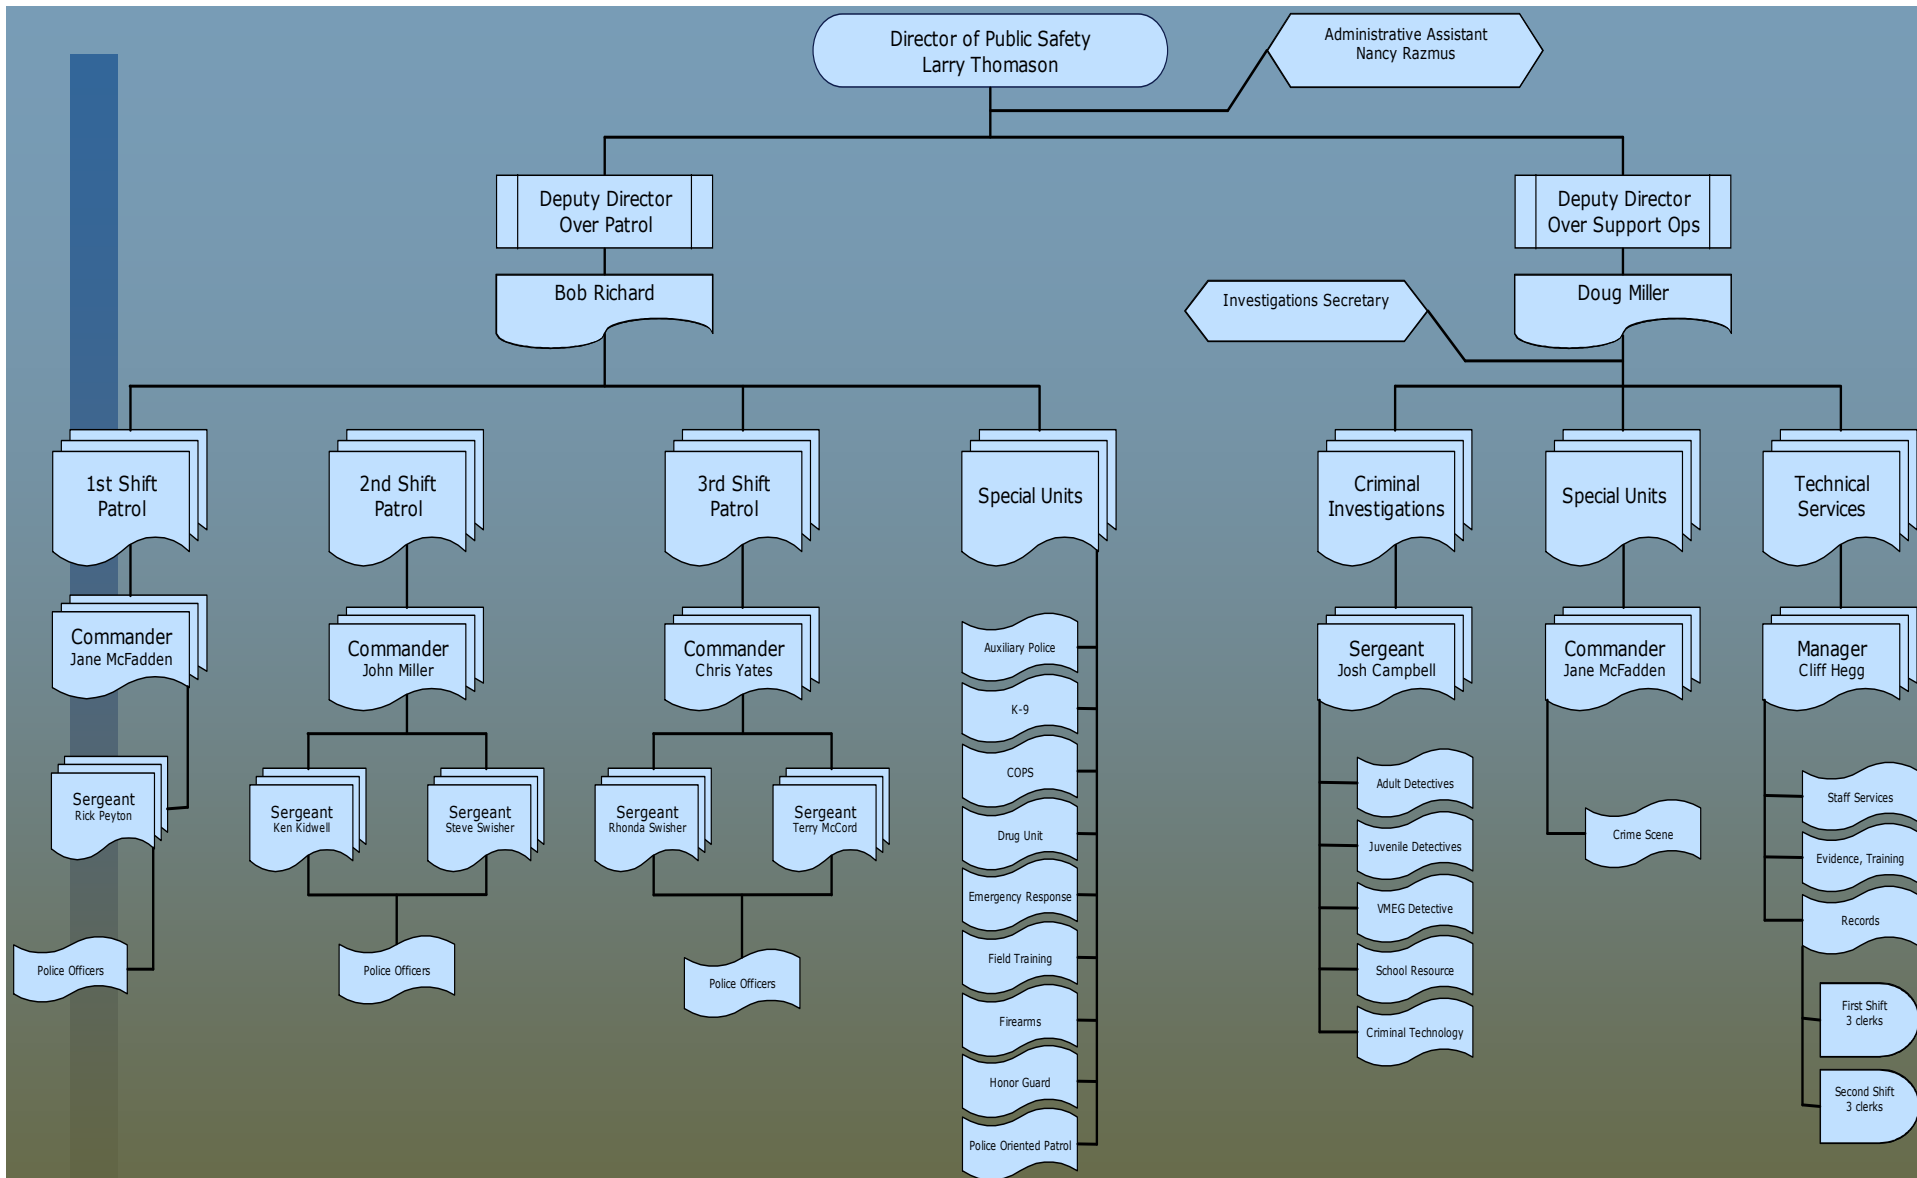 Director of Public Safety
Larry Thomason
Administrative Assistant
Nancy Razmus
Deputy Director
Over Patrol
Deputy Director
Over Support Ops
Bob Richard
Doug Miller
Investigations Secretary
1st Shift
Patrol
2nd Shift
Patrol
3rd Shift
Patrol
Special Units
Criminal
Investigations
Special Units
Technical
Services
Commander
Jane McFadden
Commander
John Miller
Commander
Chris Yates
Sergeant
Josh Campbell
Commander
Jane McFadden
Manager
Cliff Hegg
Sergeant
Rick Peyton
Sergeant
Ken Kidwell
Sergeant
Steve Swisher
Sergeant
Rhonda Swisher
Sergeant
Terry McCord
Police Officers
Police Officers
Police Officers
Auxiliary Police
K-9
COPS
Drug Unit
Emergency Response
Field Training
Firearms
Honor Guard
Police Oriented Patrol
Adult Detectives
Juvenile Detectives
VMEG Detective
School Resource
Criminal Technology
Crime Scene
Staff Services
Evidence, Training
Records
First Shift
3 clerks
Second Shift
3 clerks